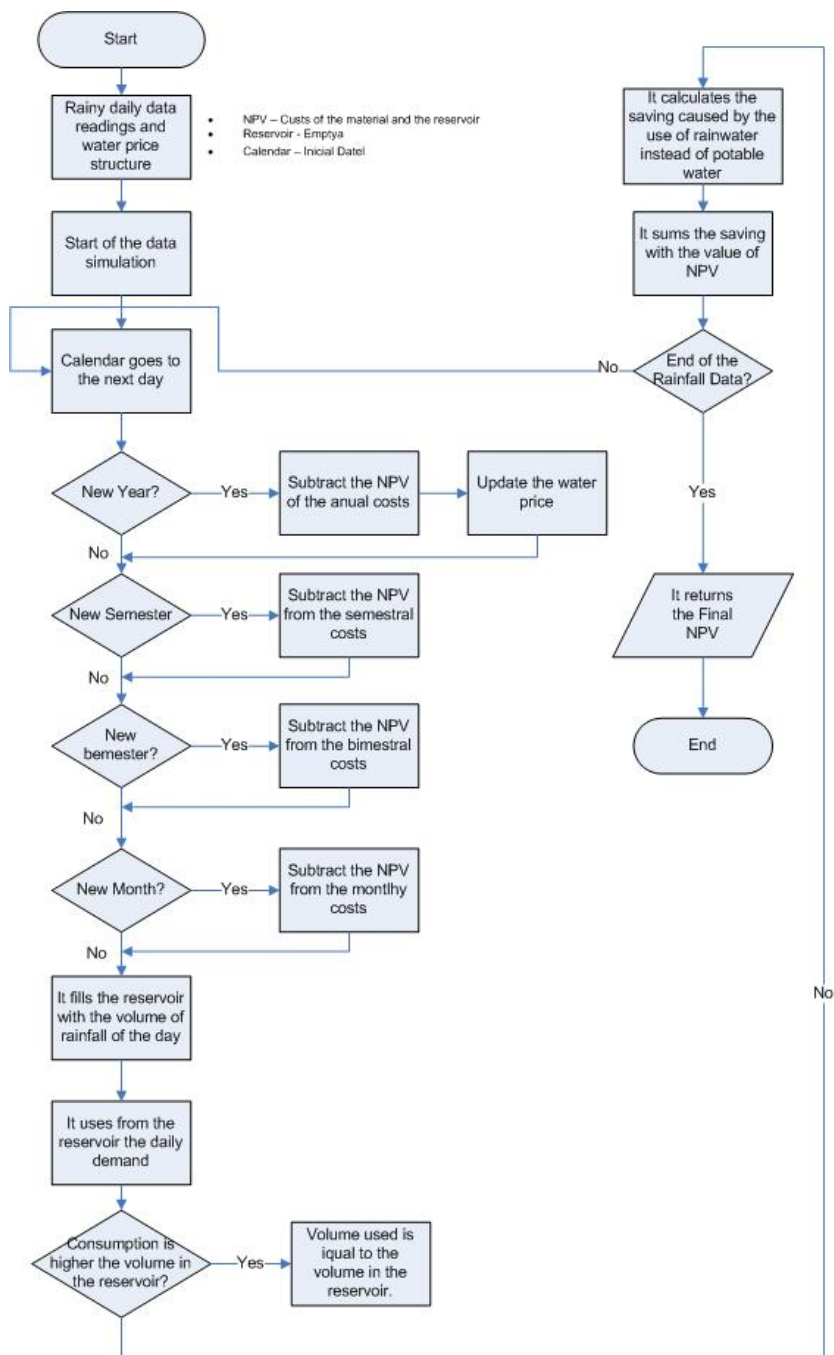 Start
Rainy daily data
readings and
water price
structure
• NPV – Custs of the material and the reservoir
• Reservoir - Emptya
• Calendar – Inicial Datel
Start of the data
simulation
Calendar goes to
the next day
New Year?
Yes
Subtract the NPV
of the anual costs
Update the water
price
No
New Semester
Yes
Subtract the NPV
from the semestral
costs
No
New
bemester?
Yes
Subtract the NPV
from the bimestral
costs
No
New Month?
Yes
Subtract the NPV
from the montlhy
costs
No
It fills the reservoir
with the volume of
rainfall of the day
It uses from the
reservoir the daily
demand
Consumption is
higher the volume in
the reservoir?
Yes
Volume used is
iqual to the
volume in the
reservoir.
No
It calculates the
saving caused by the
use of rainwater
instead of potable
water
It sums the saving
with the value of
NPV
End of the
Rainfall Data?
No
Yes
It returns
the Final
NPV
End